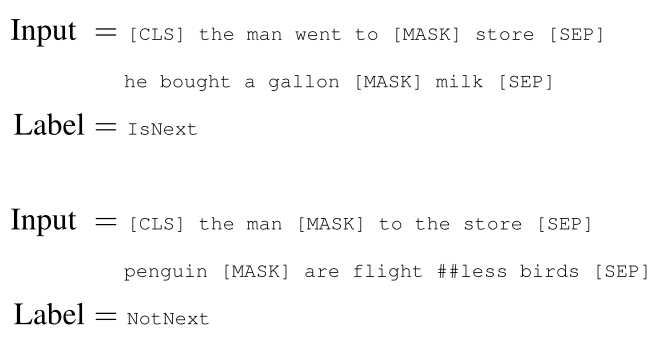 Input = [CLS] the man went to [MASK] store [SEP]
he bought a gallon [MASK] milk [SEP]
Label = IsNext
Input = [CLS] the man [MASK] to the store [SEP]
penguin [MASK] are flight ##less birds [SEP]
Label = NotNext